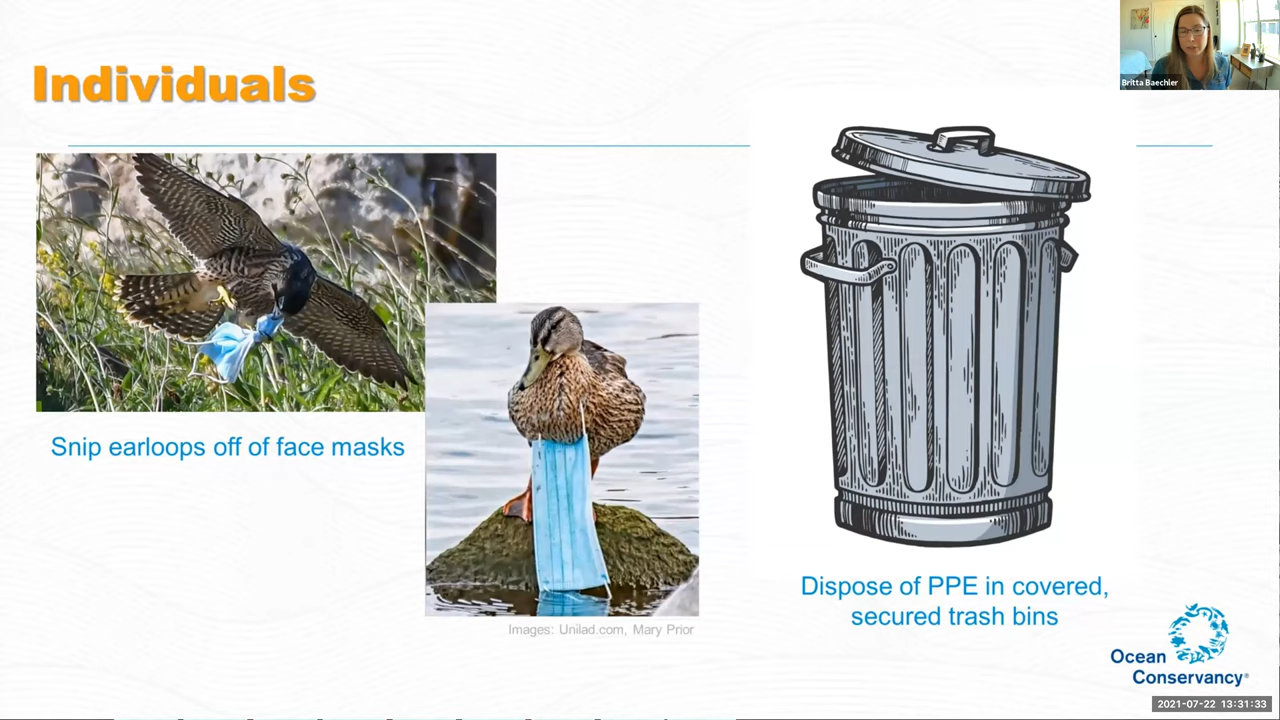 Individuals
Britta Baechler
Snip earloops off of face masks
Images: Unilad.com, Mary Prior
Dispose of PPE in covered,
secured trash bins
Ocean
Conservancy®
2021-07-22 13:31:33